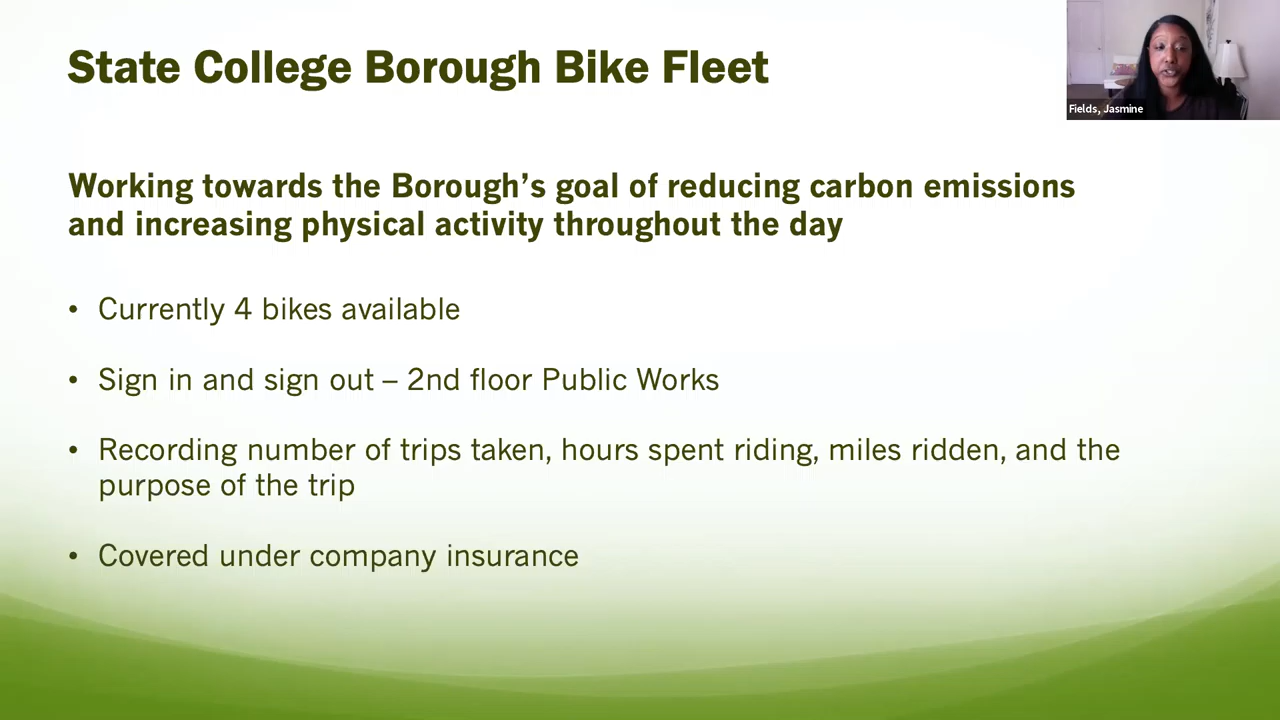 State College Borough Bike Fleet
Fields, Jasmine
Working towards the Borough’s goal of reducing carbon emissions
and increasing physical activity throughout the day
• Currently 4 bikes available
• Sign in and sign out – 2nd floor Public Works
• Recording number of trips taken, hours spent riding, miles ridden, and the
purpose of the trip
• Covered under company insurance